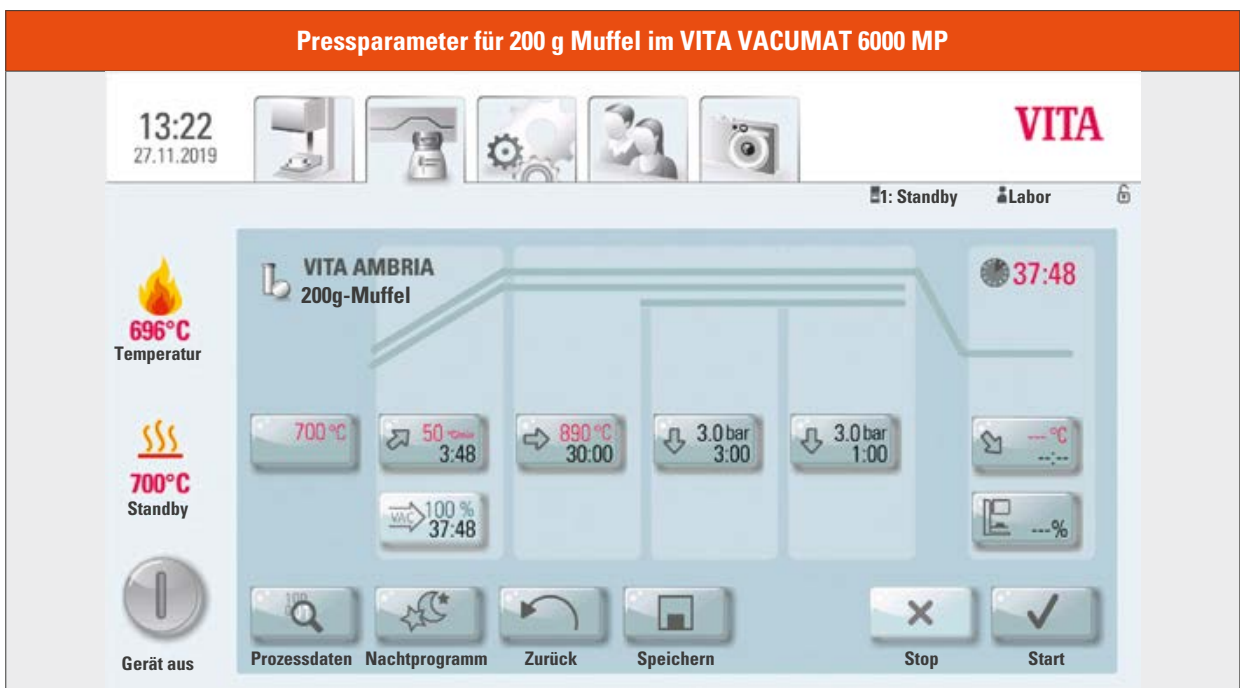 Pressparameter für 200 g Muffel im VITA VACUMAT 6000 MP
13:22
27.11.2019
VITA
1: Standby
Labor
VITA AMBRIA
200g-Muffel
37:48
696°C
Temperatur
700°C
Standby
700 °C
50 °C/min
3:48
890 °C
30:00
3.0 bar
3:00
3.0 bar
1:00
--- °C
--:--
VAC
100 %
37:48
---%
Gerät aus
Prozessdaten
Nachtprogramm
Zurück
Speichern
Stop
Start